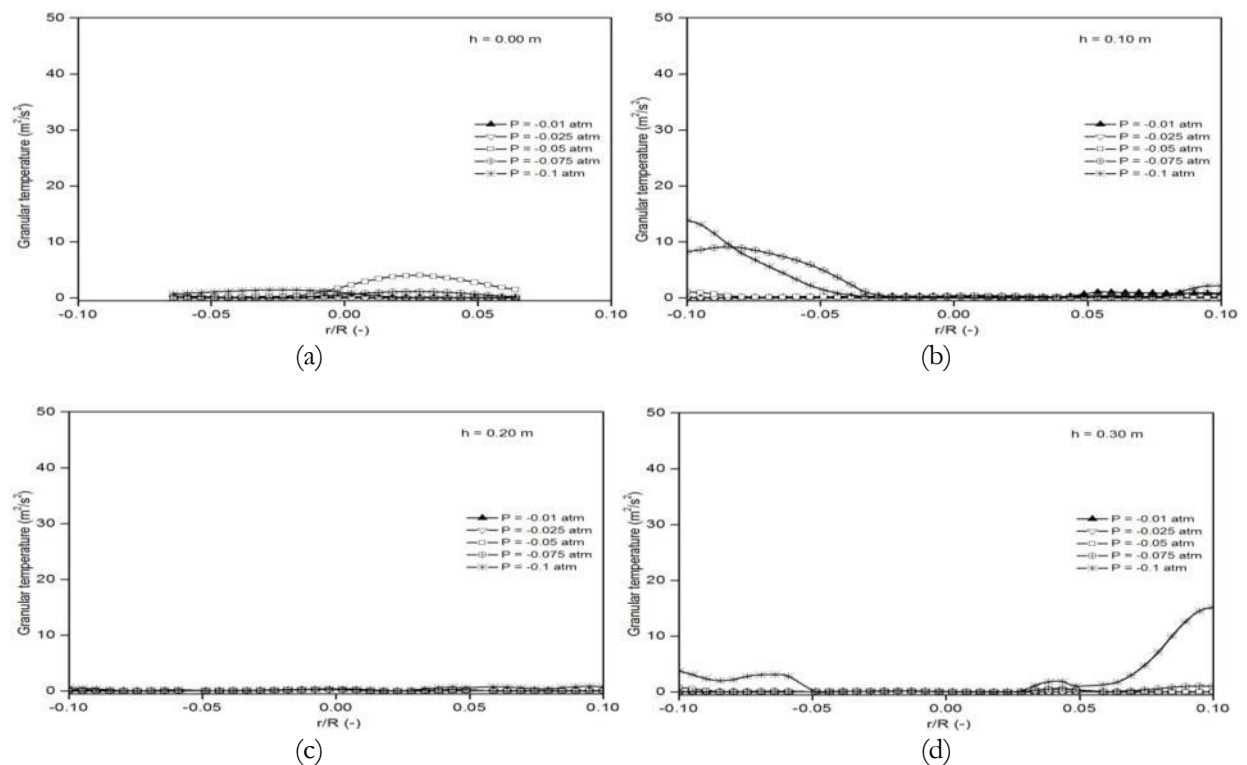 h = 0.00 m
Granular temperature (m²/s²)
50
40
30
20
10
0
P = -0.01 atm
P = -0.025 atm
P = -0.05 atm
P = -0.075 atm
P = -0.1 atm
-0.10 -0.05 0.00 0.05 0.10
r/R (-)
(a)
h = 0.10 m
Granular temperature (m²/s²)
50
40
30
20
10
0
P = -0.01 atm
P = -0.025 atm
P = -0.05 atm
P = -0.075 atm
P = -0.1 atm
-0.10 -0.05 0.00 0.05 0.10
r/R (-)
(b)
h = 0.20 m
Granular temperature (m²/s²)
50
40
30
20
10
0
P = -0.01 atm
P = -0.025 atm
P = -0.05 atm
P = -0.075 atm
P = -0.1 atm
-0.10 -0.05 0.00 0.05 0.10
r/R (-)
(c)
h = 0.30 m
Granular temperature (m²/s²)
50
40
30
20
10
0
P = -0.01 atm
P = -0.025 atm
P = -0.05 atm
P = -0.075 atm
P = -0.1 atm
-0.10 -0.05 0.00 0.05 0.10
r/R (-)
(d)